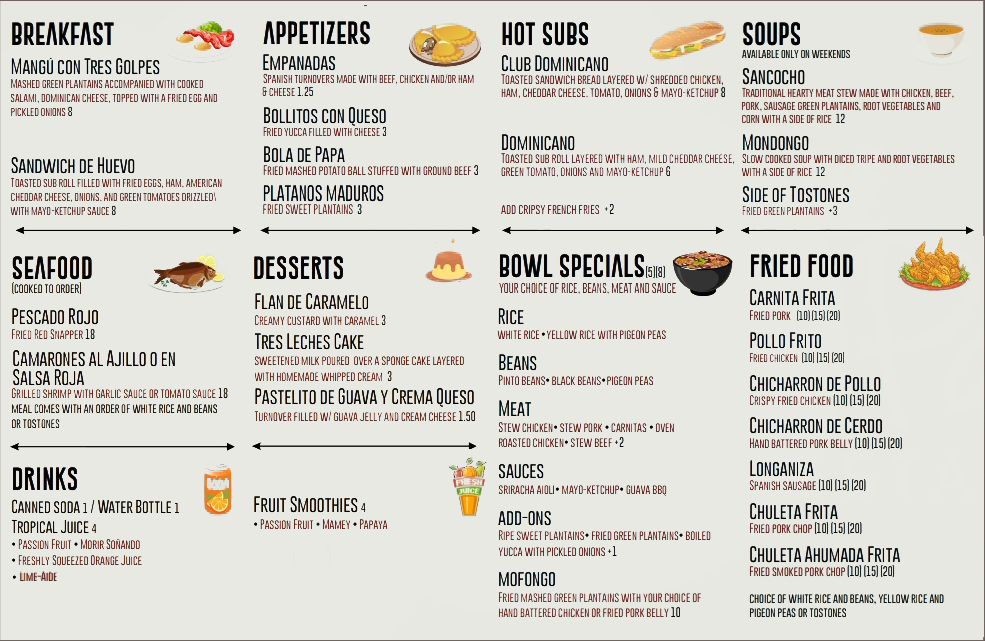 BREAKFAST
MANGÚ CON TRES GOLPES
MASHED GREEN PLANTAINS ACCOMPANIED WITH COOKED
SALAMI, DOMINICAN CHEESE, TOPPED WITH A FRIED EGG AND
PICKLED ONIONS 8
SANDWICH DE HUEVO
TOASTED SUB ROLL FILLED WITH FRIED EGGS, HAM, AMERICAN
CHEDDAR CHEESE, ONIONS, AND GREEN TOMATOES DRIZZLED\
WITH MAYO-KETCHUP SAUCE 8
APPETIZERS
EMPANADAS
SPANISH TURNOVERS MADE WITH BEEF, CHICKEN AND/OR HAM
& CHEESE 1.25
BOLLITOS CON QUESO
FRIED YUCCA FILLED WITH CHEESE 3
BOLA DE PAPA
FRIED MASHED POTATO BALL STUFFED WITH GROUND BEEF 3
PLATANOS MADUROS
FRIED SWEET PLANTAINS 3
HOT SUBS
CLUB DOMINICANO
TOASTED SANDWICH BREAD LAYERED W/ SHREDDED CHICKEN,
HAM, CHEDDAR CHEESE, TOMATO, ONIONS & MAYO-KETCHUP 8
DOMINICANO
TOASTED SUB ROLL LAYERED WITH HAM, MILD CHEDDAR CHEESE,
GREEN TOMATO, ONIONS AND MAYO-KETCHUP 6
ADD CRIPSY FRENCH FRIES +2
SOUPS
AVAILABLE ONLY ON WEEKENDS
SANCOCHO
TRADITIONAL HEARTY MEAT STEW MADE WITH CHICKEN, BEEF,
PORK, SAUSAGE GREEN PLANTAINS, ROOT VEGETABLES AND
CORN WITH A SIDE OF RICE 12
MONDONGO
SLOW COOKED SOUP WITH DICED TRIPE AND ROOT VEGETABLES
WITH A SIDE OF RICE 12
SIDE OF TOSTONES
FRIED GREEN PLANTAINS +3
SEAFOOD
(COOKED TO ORDER)
PESCADO ROJO
FRIED RED SNAPPER 18
CAMARONES AL AJILLO O EN
SALSA ROJA
GRILLED SHRIMP WITH GARLIC SAUCE OR TOMATO SAUCE 18
MEAL COMES WITH AN ORDER OF WHITE RICE AND BEANS
OR TOSTONES
DESSERTS
FLAN DE CARAMELO
CREAMY CUSTARD WITH CARAMEL 3
TRES LECHES CAKE
SWEETENED MILK POURED OVER A SPONGE CAKE LAYERED
WITH HOMEMADE WHIPPED CREAM 3
PASTELITO DE GUAVA Y CREMA QUESO
TURNOVER FILLED W/ GUAVA JELLY AND CREAM CHEESE 1.50
DRINKS
CANNED SODA 1 / WATER BOTTLE 1
TROPICAL JUICE 4
• PASSION FRUIT • MORIR SOÑANDO
• FRESHLY SQUEEZED ORANGE JUICE
• LIME-AIDE
FRESH
JUICE
FRUIT SMOOTHIES 4
• PASSION FRUIT • MAMEY • PAPAYA
BOWL SPECIALS(5)(8)
YOUR CHOICE OF RICE, BEANS, MEAT AND SAUCE
RICE
WHITE RICE • YELLOW RICE WITH PIGEON PEAS
BEANS
PINTO BEANS• BLACK BEANS•PIGEON PEAS
MEAT
STEW CHICKEN• STEW PORK • CARNITAS • OVEN
ROASTED CHICKEN• STEW BEEF +2
SAUCES
SRIRACHA AIOLI• MAYO-KETCHUP• GUAVA BBQ
ADD-ONS
RIPE SWEET PLANTAINS• FRIED GREEN PLANTAINS• BOILED
YUCCA WITH PICKLED ONIONS +1
MOFONGO
FRIED MASHED GREEN PLANTAINS WITH YOUR CHOICE OF
HAND BATTERED CHICKEN OR FRIED PORK BELLY 10
FRIED FOOD
CARNITA FRITA
FRIED PORK (10)(15)(20)
POLLO FRITO
FRIED CHICKEN (10)(15)(20)
CHICHARRON DE POLLO
CRISPY FRIED CHICKEN (10)(15)(20)
CHICHARRON DE CERDO
HAND BATTERED PORK BELLY (10)(15)(20)
LONGANIZA
SPANISH SAUSAGE (10)(15)(20)
CHULETA FRITA
FRIED PORK CHOP (10)(15)(20)
CHULETA AHUMADA FRITA
FRIED SMOKED PORK CHOP (10)(15)(20)
CHOICE OF WHITE RICE AND BEANS, YELLOW RICE AND
PIGEON PEAS OR TOSTONES